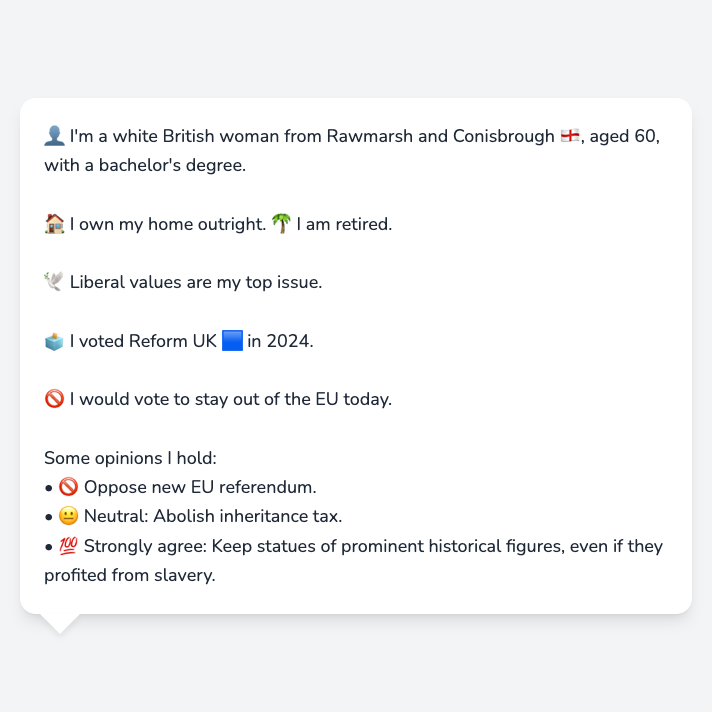 👤 I'm a white British woman from Rawmarsh and Conisbrough 🏴󠁧󠁢󠁥󠁮󠁧󠁿, aged 60,
with a bachelor's degree.
🏠 I own my home outright. 🌴 I am retired.
🕊️ Liberal values are my top issue.
🗳️ I voted Reform UK 🟦 in 2024.
🚫 I would vote to stay out of the EU today.
Some opinions I hold:
• 🚫 Oppose new EU referendum.
• 😐 Neutral: Abolish inheritance tax.
• 💯 Strongly agree: Keep statues of prominent historical figures, even if they
profited from slavery.